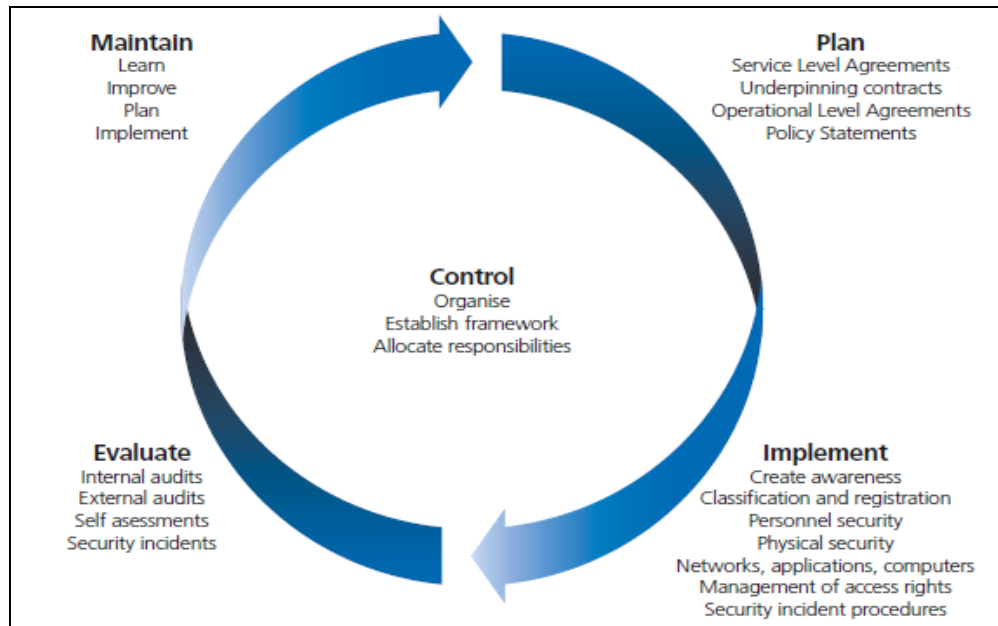 Maintain
Learn
Improve
Plan
Implement
Plan
Service Level Agreements
Underpinning contracts
Operational Level Agreements
Policy Statements
Control
Organise
Establish framework
Allocate responsibilities
Evaluate
Internal audits
External audits
Self asessments
Security incidents
Implement
Create awareness
Classification and registration
Personnel security
Physical security
Networks, applications, computers
Management of access rights
Security incident procedures